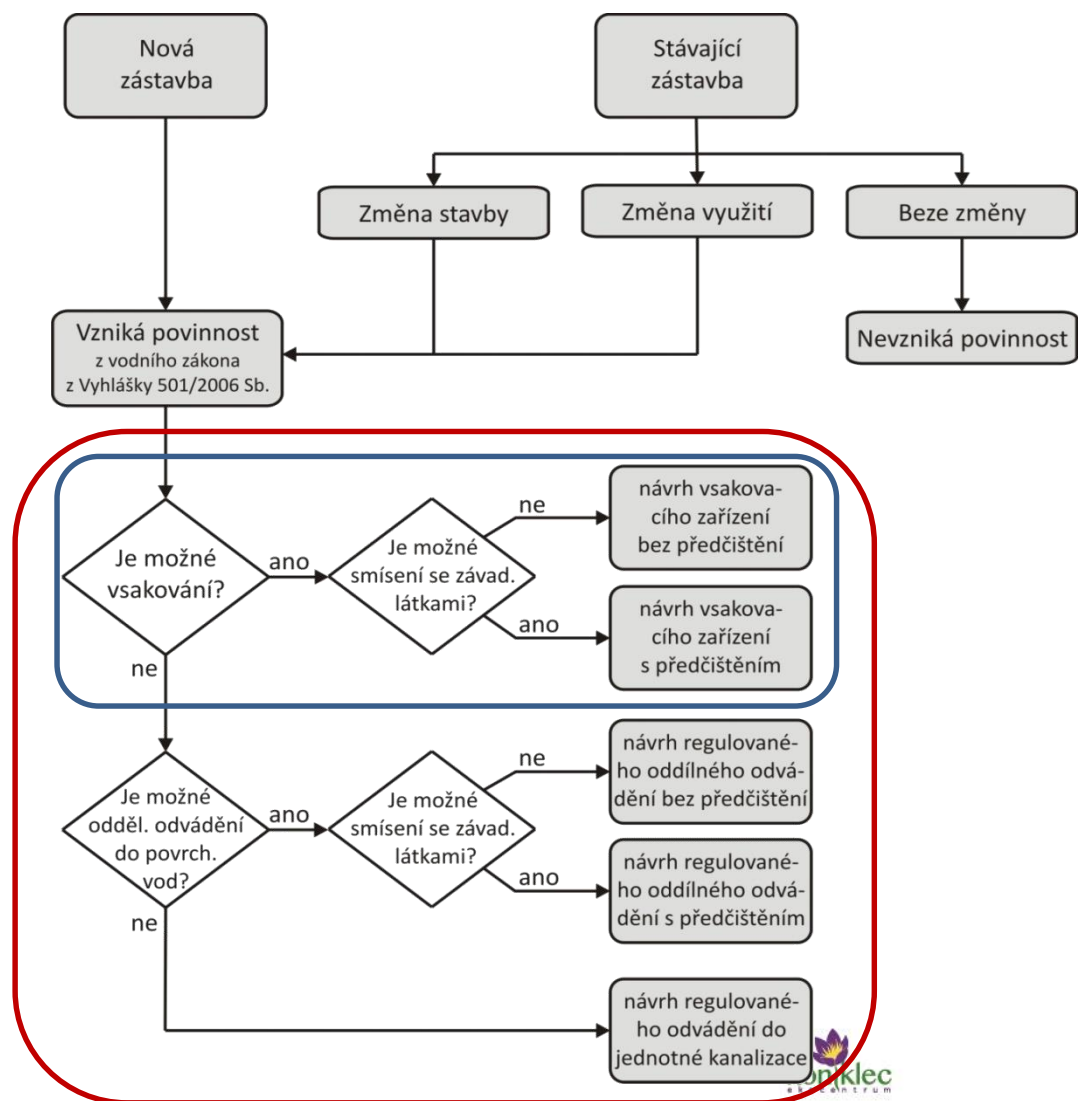 Nová
zástavba
Stávající
zástavba
Změna stavby
Změna využití
Beze změny
Vzniká povinnost
z vodního zákona
z Vyhlášky 501/2006 Sb.
Nevzniká povinnost
Je možné
vsakování?
ano
ne
Je možné
smísení se závad.
látkami?
ne
ano
návrh vsakova-
cího zařízení
bez předčištění
návrh vsakova-
cího zařízení
s předčištěním
Je možné
odděl. odvádění
do povrch.
vod?
ano
ne
Je možné
smísení se závad.
látkami?
ne
ano
návrh regulované-
ho oddílného odvá-
dění bez předčištění
návrh regulované-
ho oddílného odvá-
dění s předčištěním
návrh regulované-
ho odvádění do
jednotné kanalizace
koniklec
ekocentrum